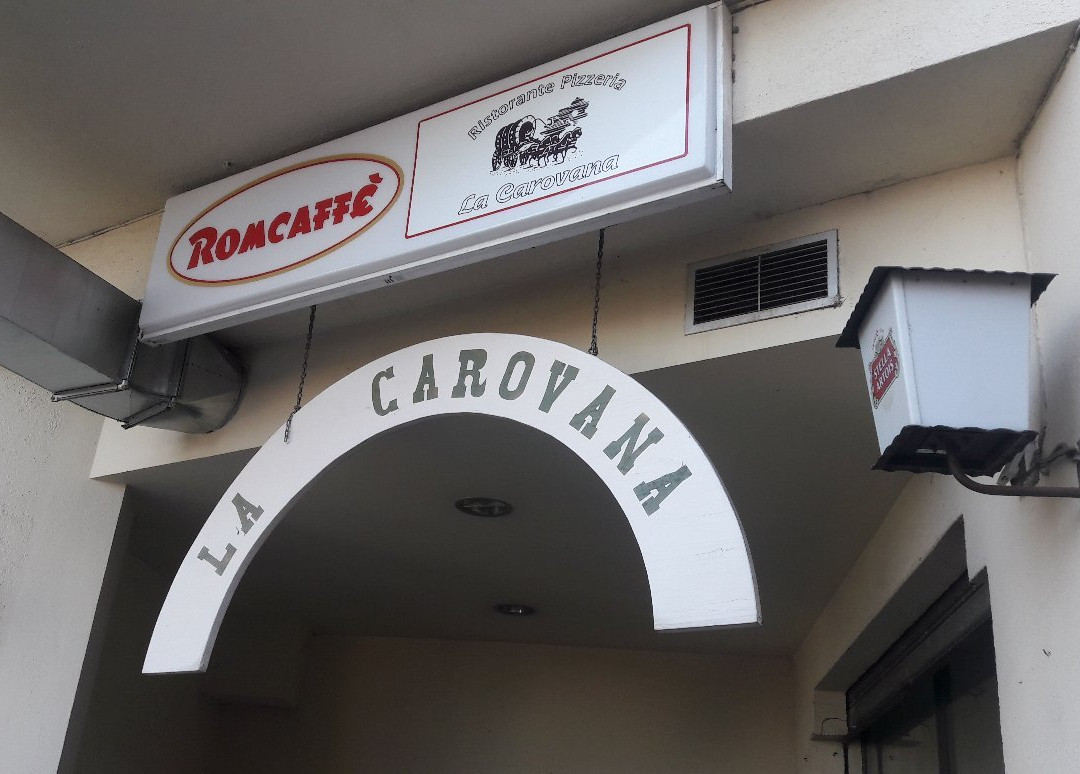 ROMCAFFÈ
Ristorante Pizzeria
La Carovana
LA CAROVANA
STELLA
ARTOIS